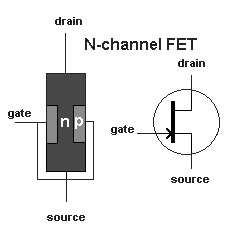 drain
N-channel FET
drain
gate
n p
gate
source
source